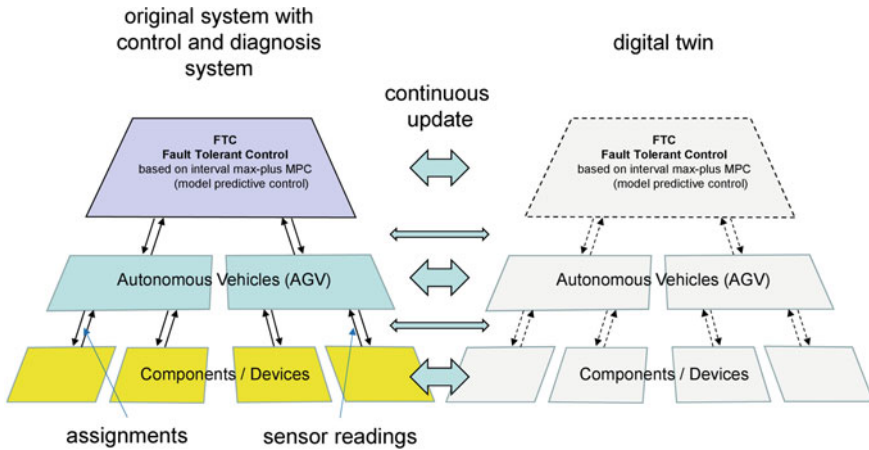 original system with
control and diagnosis
system
digital twin
continuous
update
FTC
Fault Tolerant Control
based on interval max-plus MPC
(model predictive control)
FTC
Fault Tolerant Control
based on interval max-plus MPC
(model predictive control)
Autonomous Vehicles (AGV)
Autonomous Vehicles (AGV)
Components / Devices
Components / Devices
assignments
sensor readings